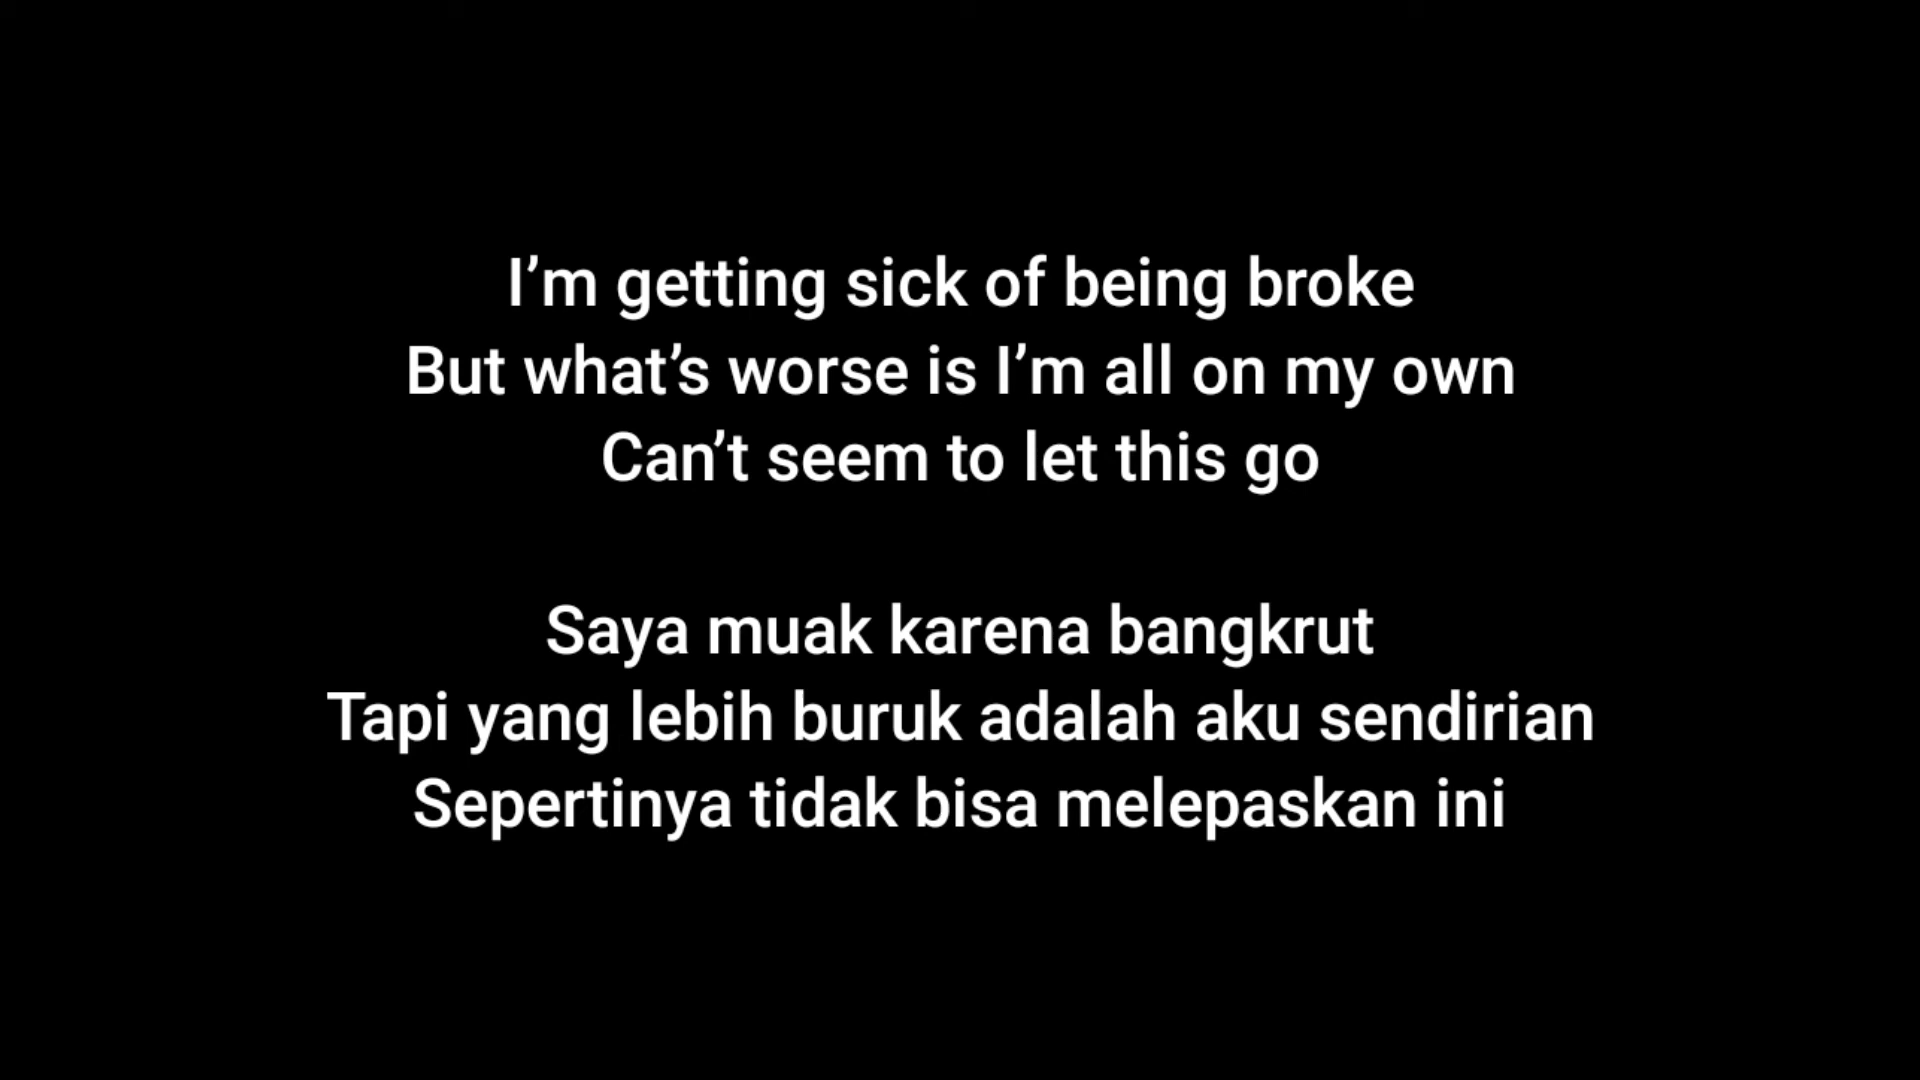 I’m getting sick of being broke
But what’s worse is I’m all on my own
Can’t seem to let this go
Saya muak karena bangkrut
Tapi yang lebih buruk adalah aku sendirian
Sepertinya tidak bisa melepaskan ini